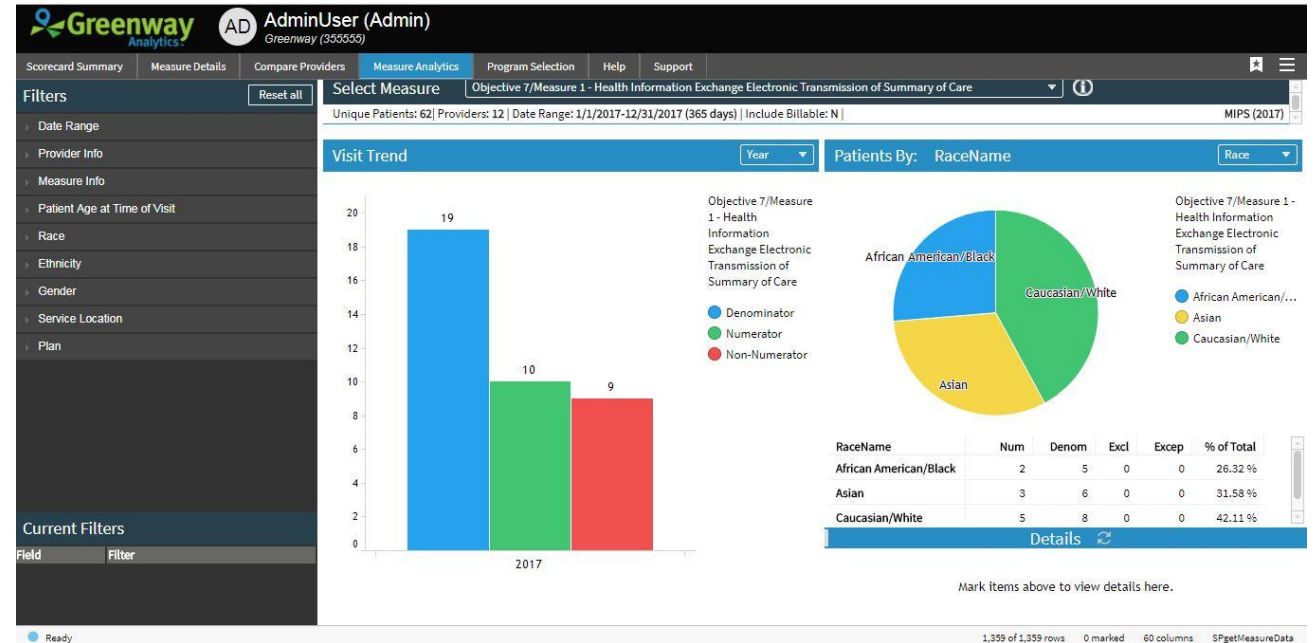 Greenway
Analytics
AD
AdminUser (Admin)
Greenway (355555)
Scorecard Summary
Measure Details
Compare Providers
Measure Analytics
Program Selection
Help
Support
Filters
Reset all
Date Range
Provider Info
Measure Info
Patient Age at Time of Visit
Race
Ethnicity
Gender
Service Location
Plan
Current Filters
Field Filter
Select Measure
Objective 7/Measure 1 - Health Information Exchange Electronic Transmission of Summary of Care
Unique Patients: 62| Providers: 12 | Date Range: 1/1/2017-12/31/2017 (365 days) | Include Billable: N |
MIPS (2017)
Visit Trend
Year
20
18
16
14
12
10
8
6
4
2
0
19
10
9
2017
Objective 7/Measure
1 - Health
Information
Exchange Electronic
Transmission of
Summary of Care
Denominator
Numerator
Non-Numerator
Patients By: RaceName
Race
African American/Black
Caucasian/White
Asian
Objective 7/Measure 1 -
Health Information
Exchange Electronic
Transmission of
Summary of Care
African American/...
Asian
Caucasian/White
RaceName Num Denom Excl Excep % of Total
African American/Black 2 5 0 0 26.32 %
Asian 3 6 0 0 31.58 %
Caucasian/White 5 8 0 0 42.11 %
Details
Mark items above to view details here.
Ready
1,359 of 1,359 rows 0 marked 60 columns SPgetMeasureData